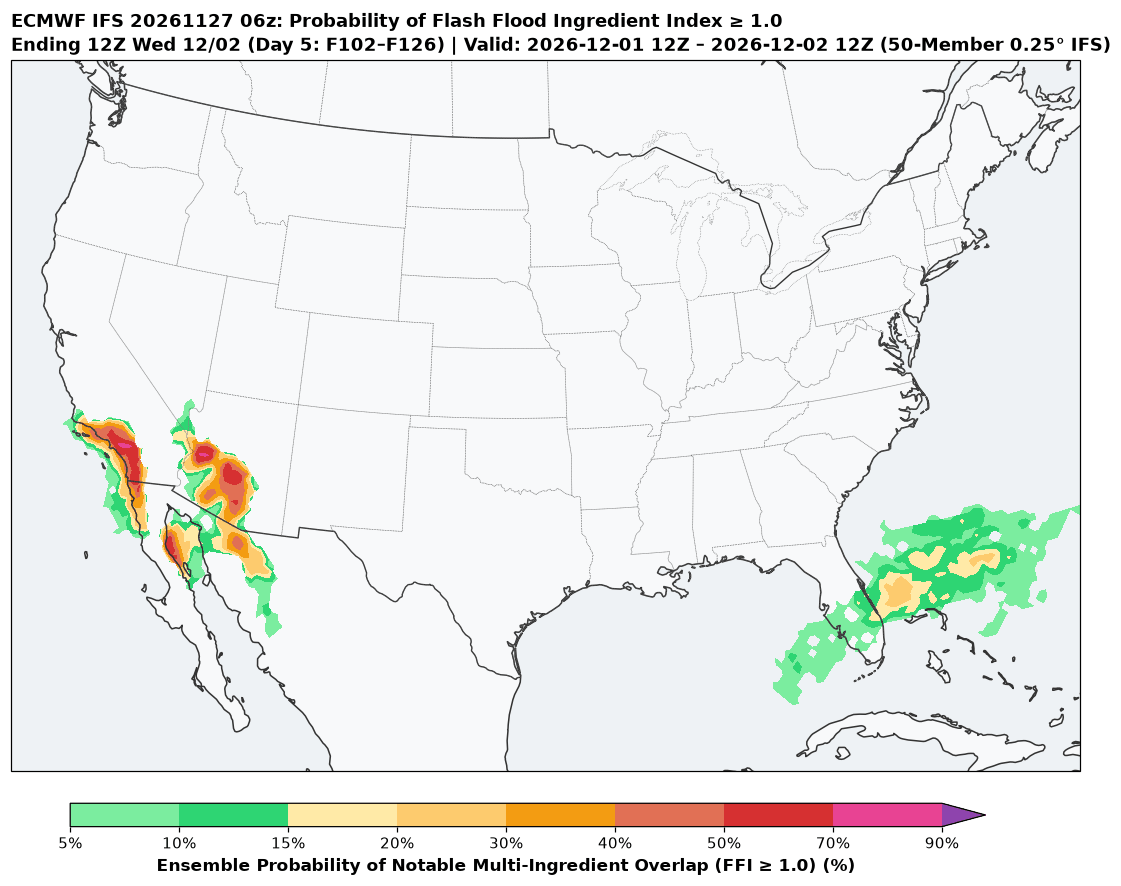 ECMWF IFS 20261127 06z: Probability of Flash Flood Ingredient Index ≥ 1.0
Ending 12Z Wed 12/02 (Day 5: F102–F126) | Valid: 2026-12-01 12Z – 2026-12-02 12Z (50-Member 0.25° IFS)
5% 10% 15% 20% 30% 40% 50% 70% 90%
Ensemble Probability of Notable Multi-Ingredient Overlap (FFI ≥ 1.0) (%)